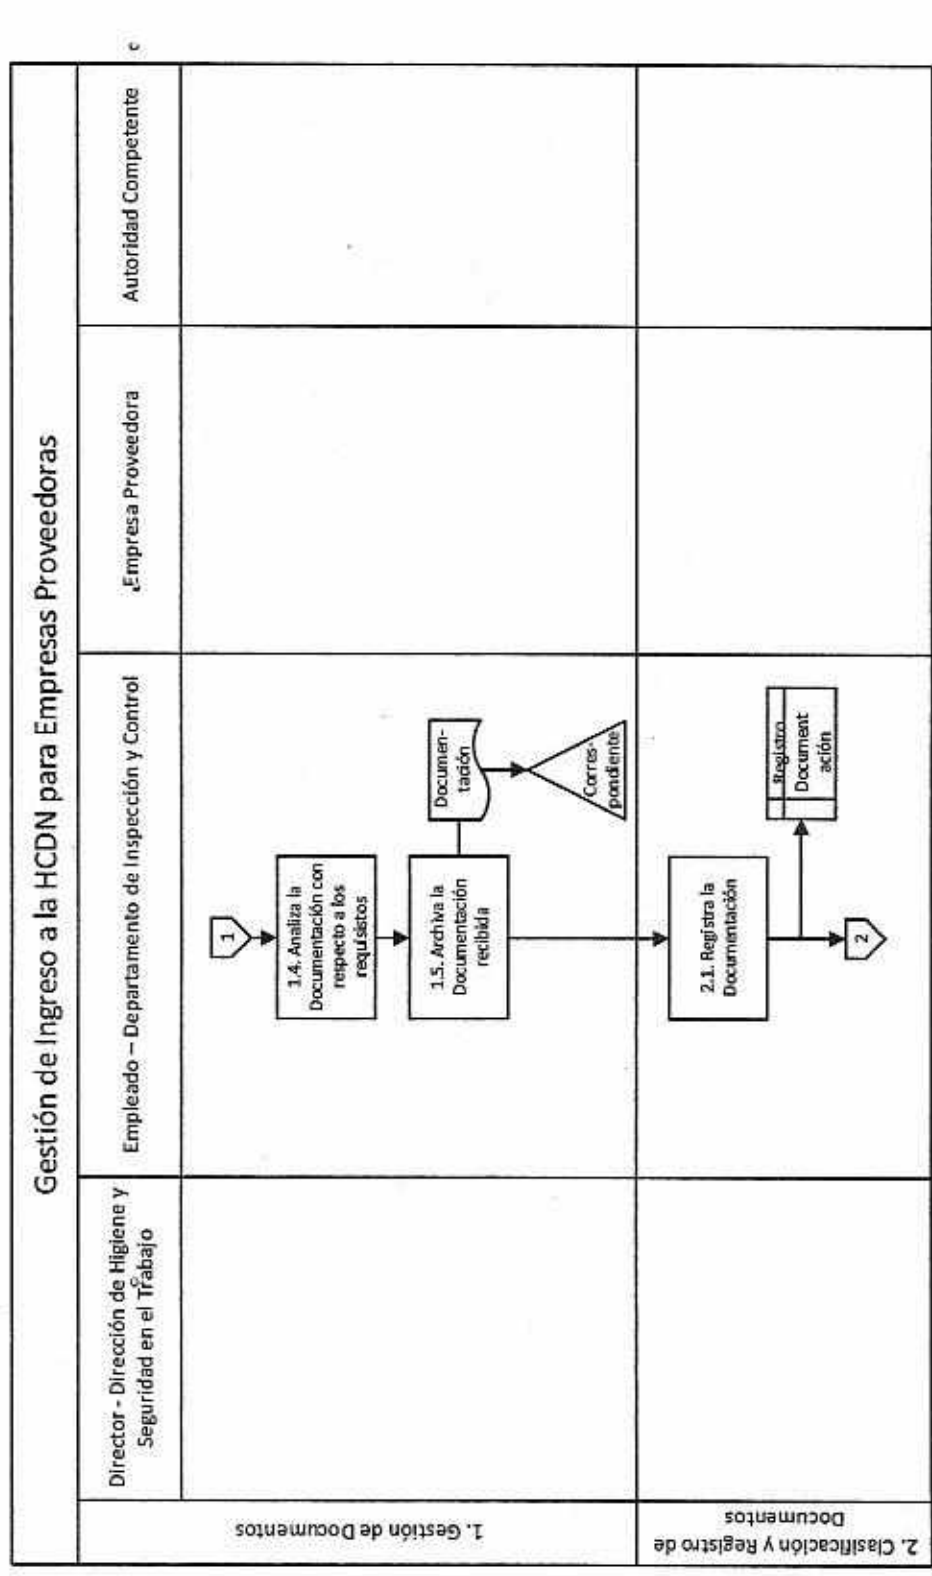 Gestión de Ingreso a la HCDN para Empresas Proveedoras
Director - Dirección de Higiene y
Seguridad en el Trabajo
Empleado – Departamento de Inspección y Control
Empresa Proveedora
Autoridad Competente
1. Gestión de Documentos
1
1.4. Analiza la
Documentación con
respecto a los
requisistos
1.5. Archiva la
Documentación
recibida
Documen-
tación
Corres-
pondiente
2. Clasificación y Registro de
Documentos
2.1. Registra la
Documentación
Registro
Document
ación
2